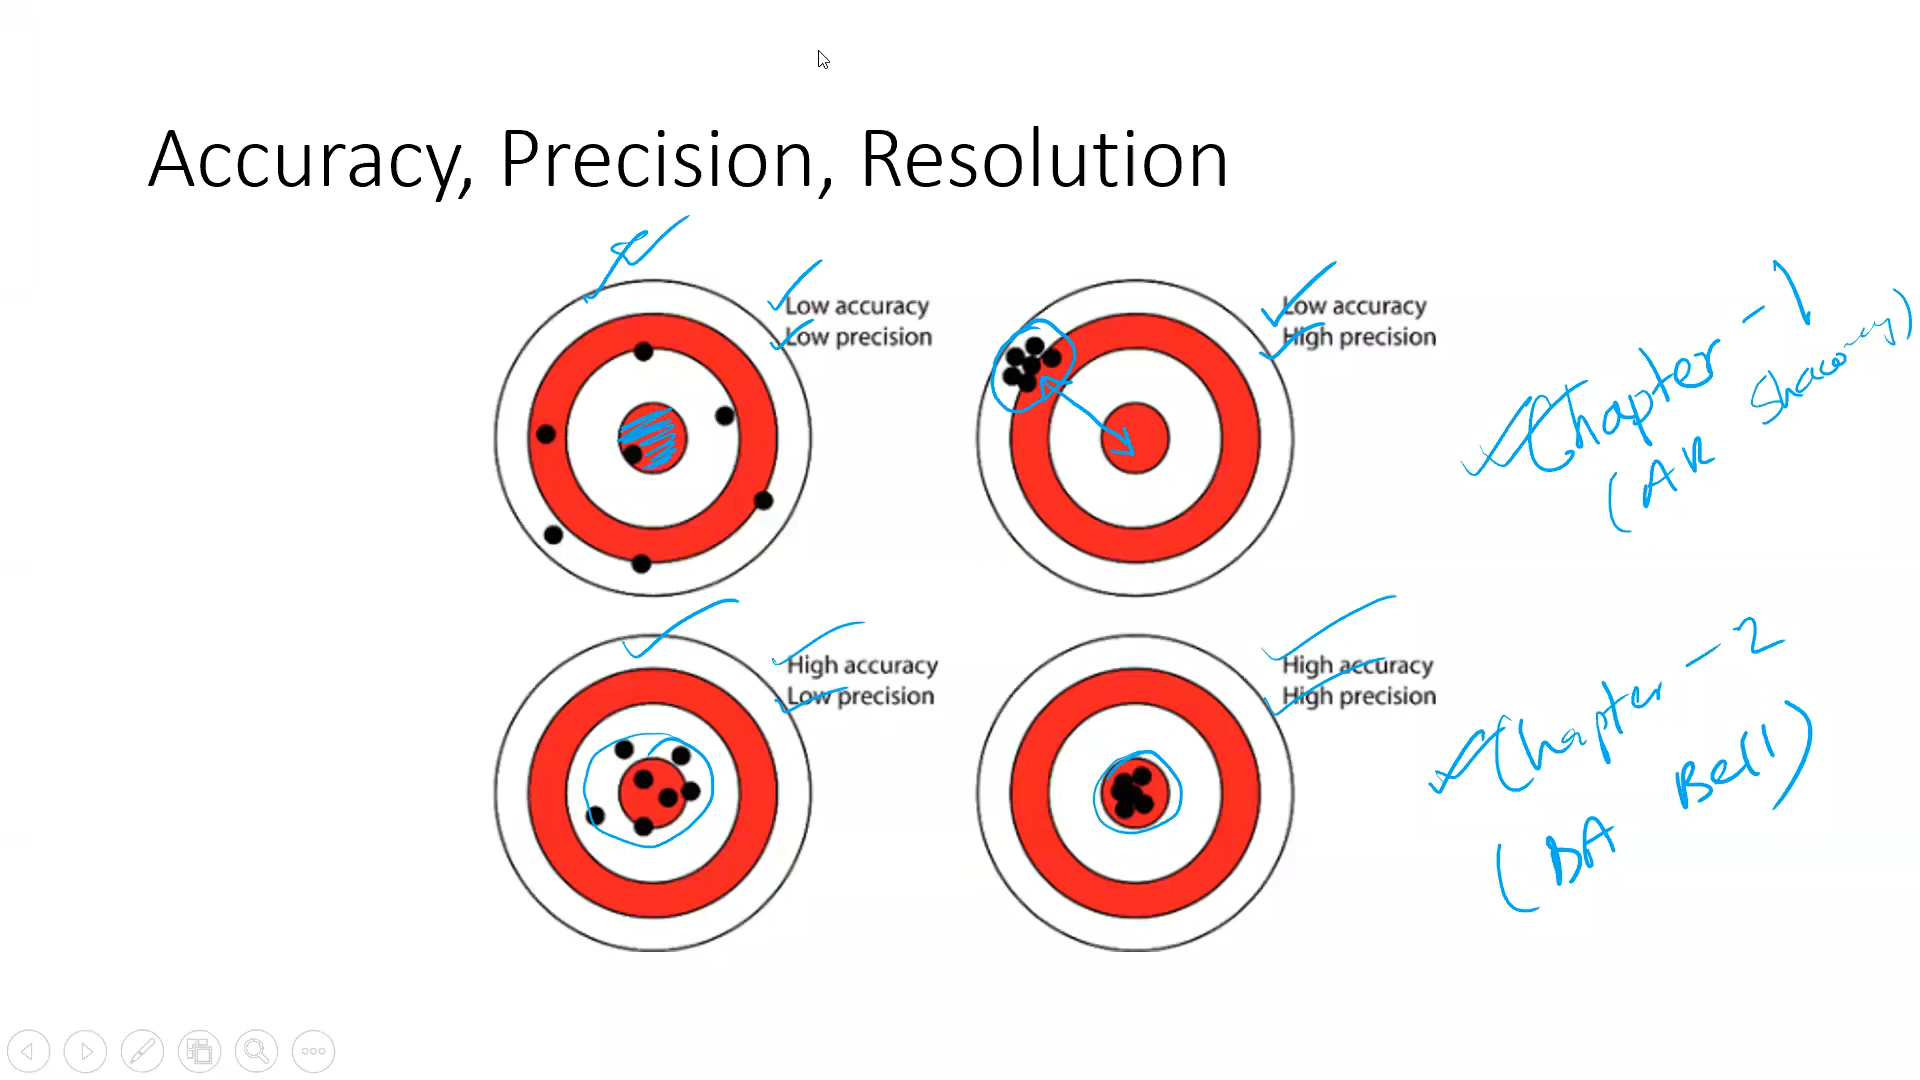 Accuracy, Precision, Resolution
Low accuracy
Low precision
Low accuracy
High precision
High accuracy
Low precision
High accuracy
High precision
Chapter - 1
(AK
Chapter - 2
(DA Bell)